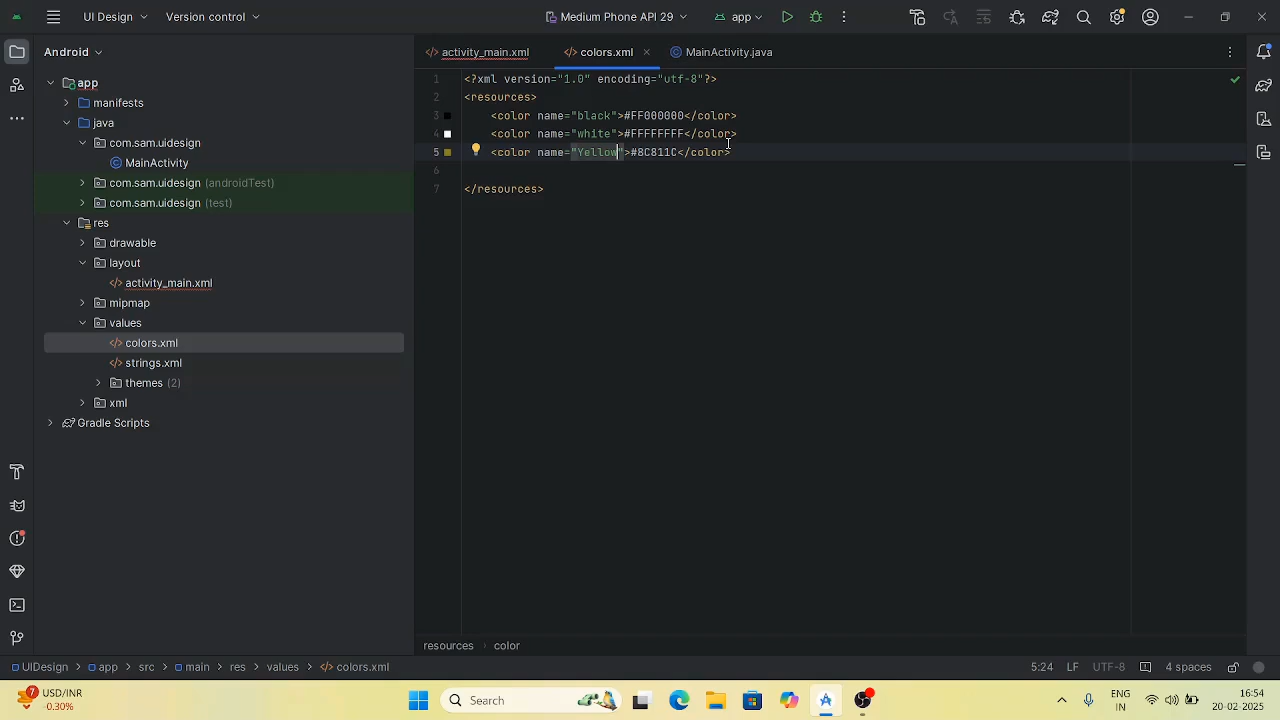 UI Design
Version control
Medium Phone API 29
app
Android
activity_main.xml
colors.xml
MainActivity.java
app
manifests
java
com.sam.uidesign
MainActivity
com.sam.uidesign (androidTest)
com.sam.uidesign (test)
res
drawable
layout
activity_main.xml
mipmap
values
colors.xml
strings.xml
themes (2)
xml
Gradle Scripts
1 <?xml version="1.0" encoding="utf-8"?>
2 <resources>
3 <color name="black">#FF000000</color>
4 <color name="white">#FFFFFFFF</color>
5 <color name="Yellow">#8C811C</color>
6
7 </resources>
resources > color
UIDesign > app > src > main > res > values > colors.xml
5:24 LF UTF-8 4 spaces
7 USD/INR
-0.30%
Search
ENG
IN
16:54
20-02-2025